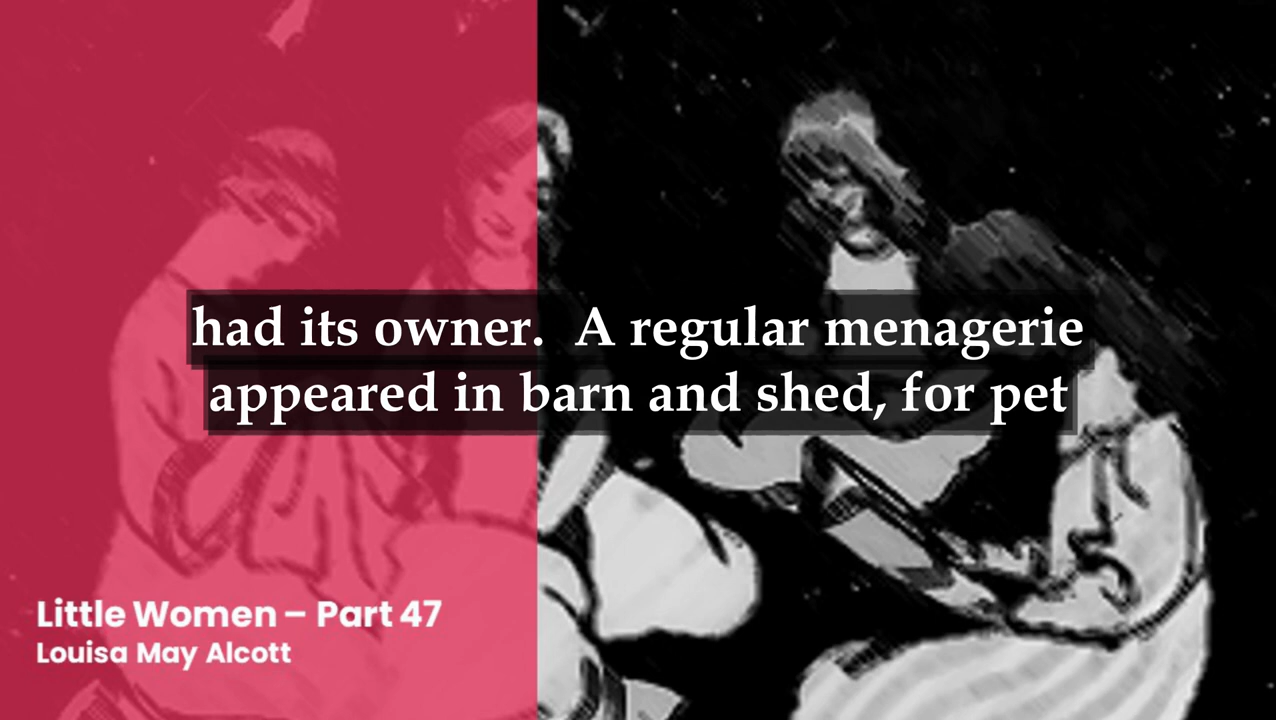 had its owner. A regular menagerie
appeared in barn and shed, for pet
Little Women – Part 47
Louisa May Alcott